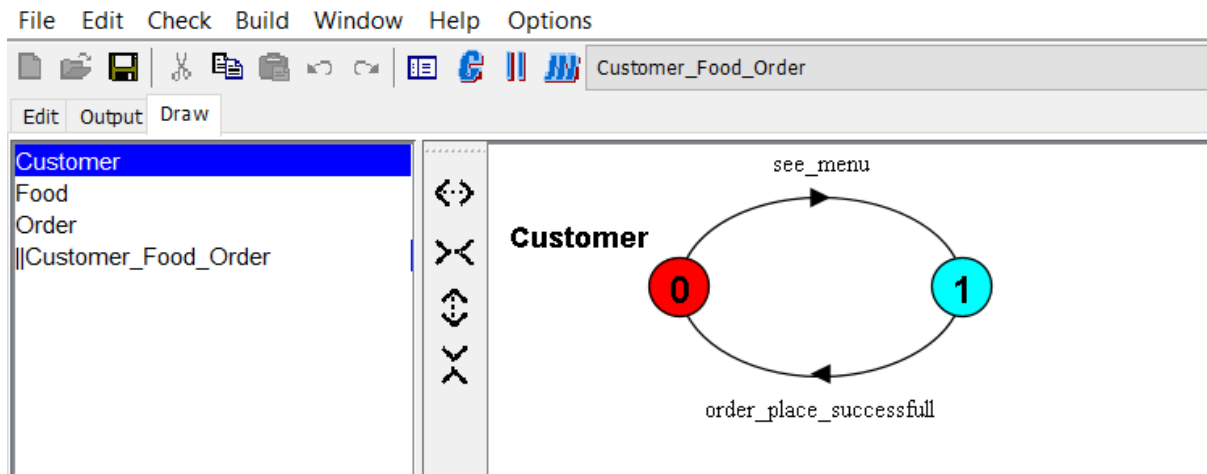 File Edit Check Build Window Help Options
Customer_Food_Order
Edit Output Draw
Customer
Food
Order
||Customer_Food_Order
see_menu
Customer
0
1
order_place_successfull